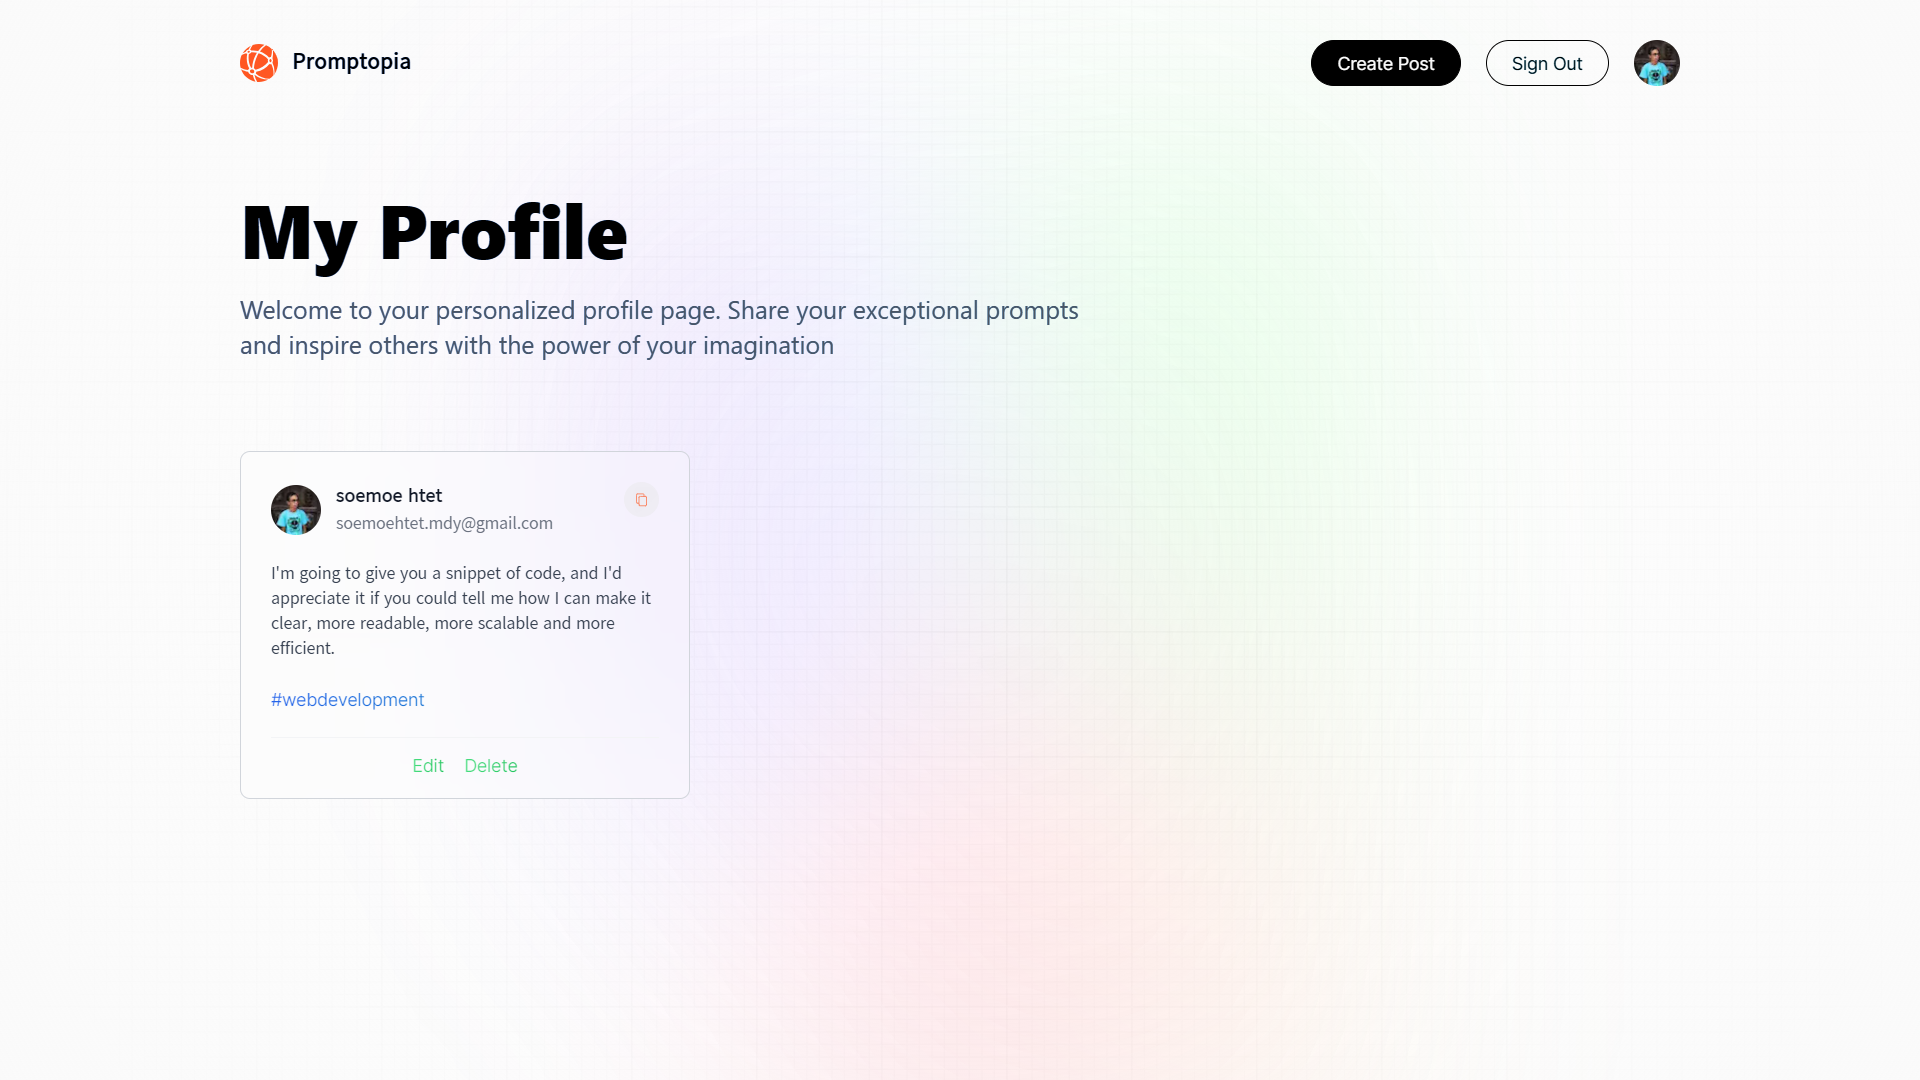 Promptopia
Create Post
Sign Out
My Profile
Welcome to your personalized profile page. Share your exceptional prompts
and inspire others with the power of your imagination
soemoe htet
soemoehtet.mdy@gmail.com
I'm going to give you a snippet of code, and I'd
appreciate it if you could tell me how I can make it
clear, more readable, more scalable and more
efficient.
#webdevelopment
Edit Delete